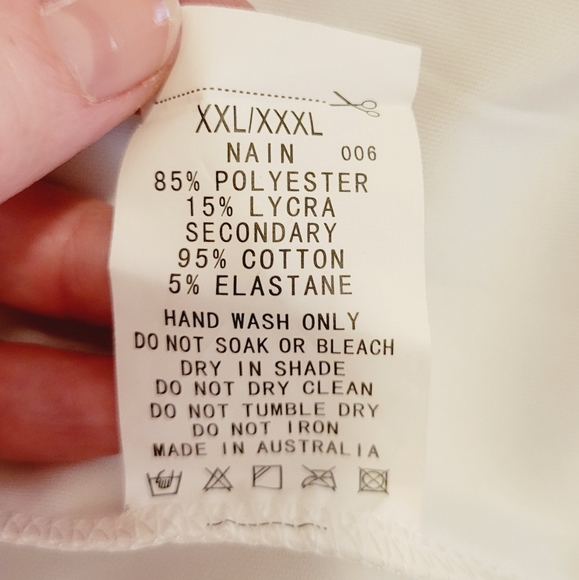 XXL/XXXL
NAIN 006
85% POLYESTER
15% LYCRA
SECONDARY
95% COTTON
5% ELASTANE
HAND WASH ONLY
DO NOT SOAK OR BLEACH
DRY IN SHADE
DO NOT DRY CLEAN
DO NOT TUMBLE DRY
DO NOT IRON
MADE IN AUSTRALIA